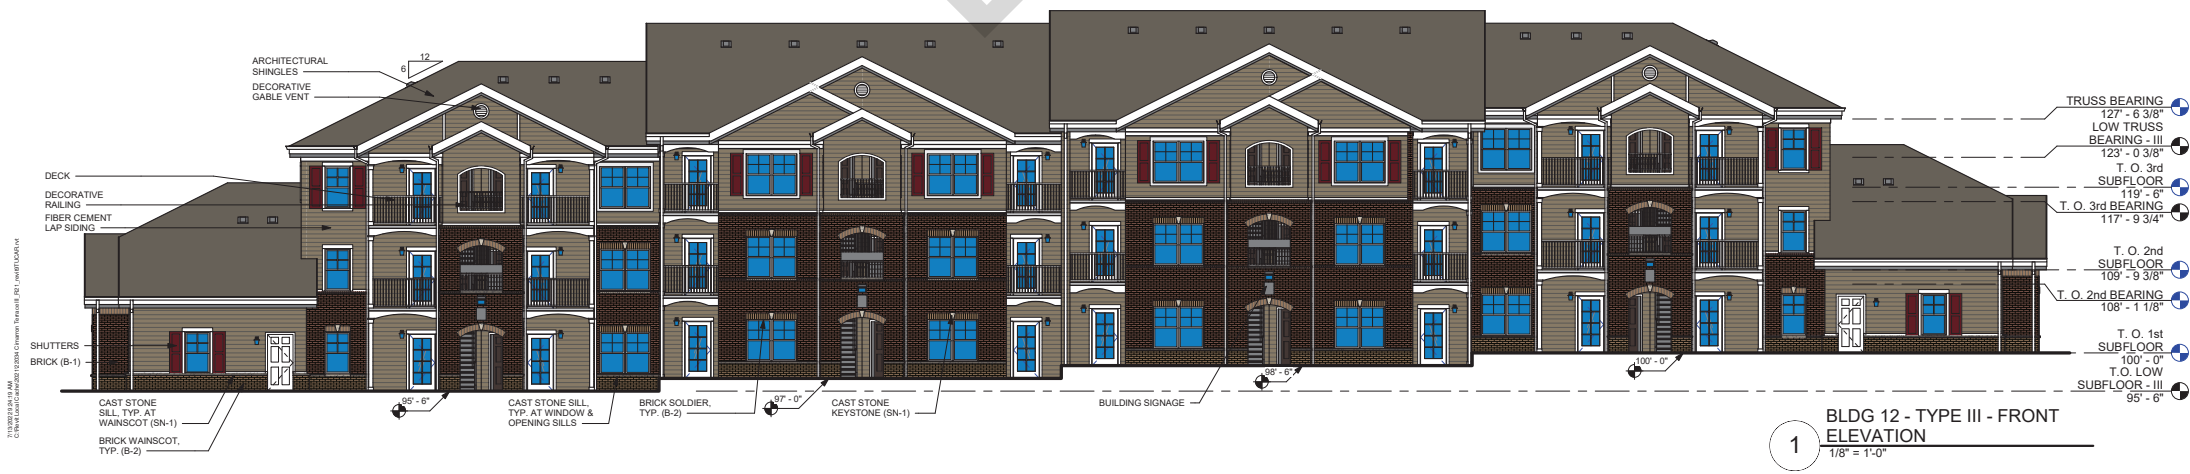 12
6
ARCHITECTURAL
SHINGLES
DECORATIVE
GABLE VENT
DECK
DECORATIVE
RAILING
FIBER CEMENT
LAP SIDING
SHUTTERS
BRICK (B-1)
CAST STONE
SILL, TYP. AT
WAINSCOT (SN-1)
BRICK WAINSCOT,
TYP. (B-2)
95' - 6"
CAST STONE SILL,
TYP. AT WINDOW &
OPENING SILLS
BRICK SOLDIER,
TYP. (B-2)
97' - 0"
CAST STONE
KEYSTONE (SN-1)
BUILDING SIGNAGE
98' - 6"
100' - 0"
TRUSS BEARING
127' - 6 3/8"
LOW TRUSS
BEARING - III
123' - 0 3/8"
T. O. 3rd
SUBFLOOR
119' - 6"
T. O. 3rd BEARING
117' - 9 3/4"
T. O. 2nd
SUBFLOOR
109' - 9 3/8"
T. O. 2nd BEARING
108' - 1 1/8"
T. O. 1st
SUBFLOOR
100' - 0"
T.O. LOW
SUBFLOOR - III
95' - 6"
1
BLDG 12 - TYPE III - FRONT
ELEVATION
1/8" = 1'-0"